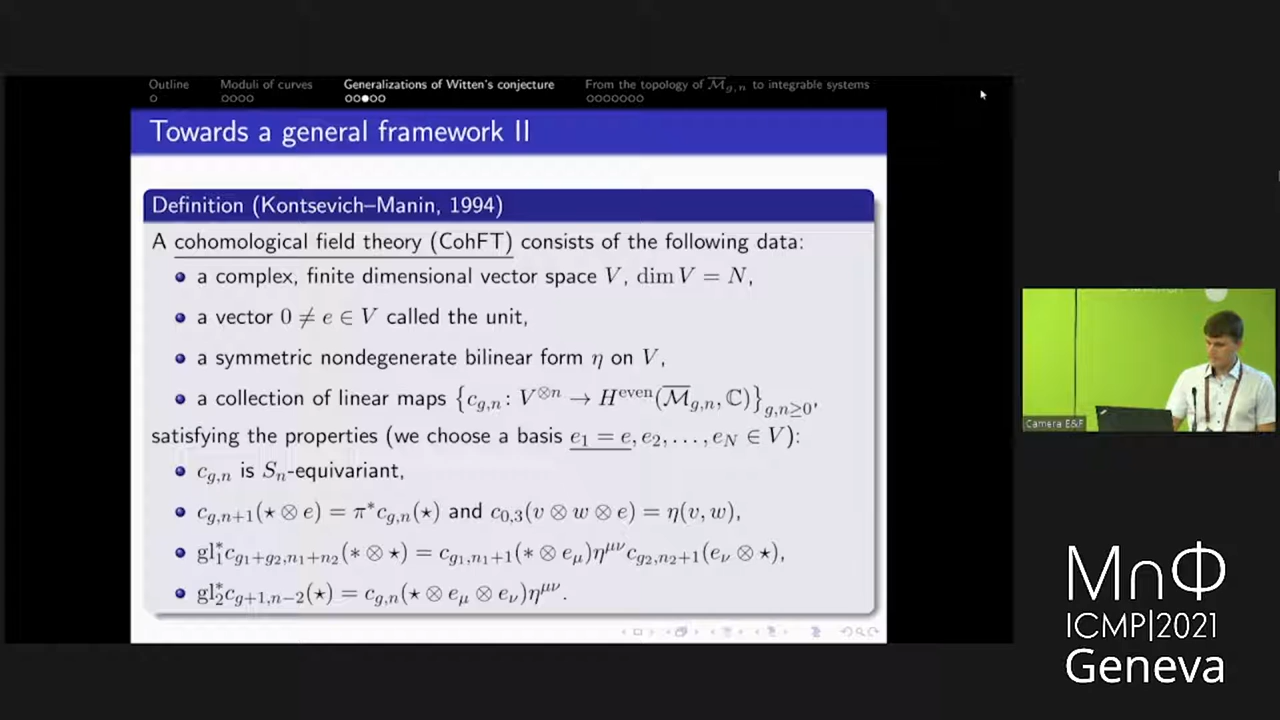 Outline Moduli of curves Generalizations of Witten's conjecture From the topology of $\overline{\mathcal{M}}_{g,n}$ to integrable systems
Towards a general framework II
Definition (Kontsevich–Manin, 1994)
A cohomological field theory (CohFT) consists of the following data:
a complex, finite dimensional vector space $V$, $\dim V = N$,
a vector $0 \neq e \in V$ called the unit,
a symmetric nondegenerate bilinear form $\eta$ on $V$,
a collection of linear maps $\{c_{g,n} : V^{\otimes n} \to H^{\mathrm{even}}(\overline{\mathcal{M}}_{g,n}, \mathbb{C})\}_{g,n \geq 0}$,
satisfying the properties (we choose a basis $e_1 = e, e_2, \ldots, e_N \in V$):
$c_{g,n}$ is $S_n$-equivariant,
$c_{g,n+1}(\star \otimes e) = \pi^* c_{g,n}(\star)$ and $c_{0,3}(v \otimes w \otimes e) = \eta(v, w)$,
$\mathrm{gl}_1^* c_{g_1+g_2,n_1+n_2}(* \otimes \star) = c_{g_1,n_1+1}(* \otimes e_\mu)\eta^{\mu\nu} c_{g_2,n_2+1}(e_\nu \otimes \star)$,
$\mathrm{gl}_2^* c_{g+1,n-2}(\star) = c_{g,n}(\star \otimes e_\mu \otimes e_\nu)\eta^{\mu\nu}$.
Camera E&F
M∩Φ
ICMP|2021
Geneva